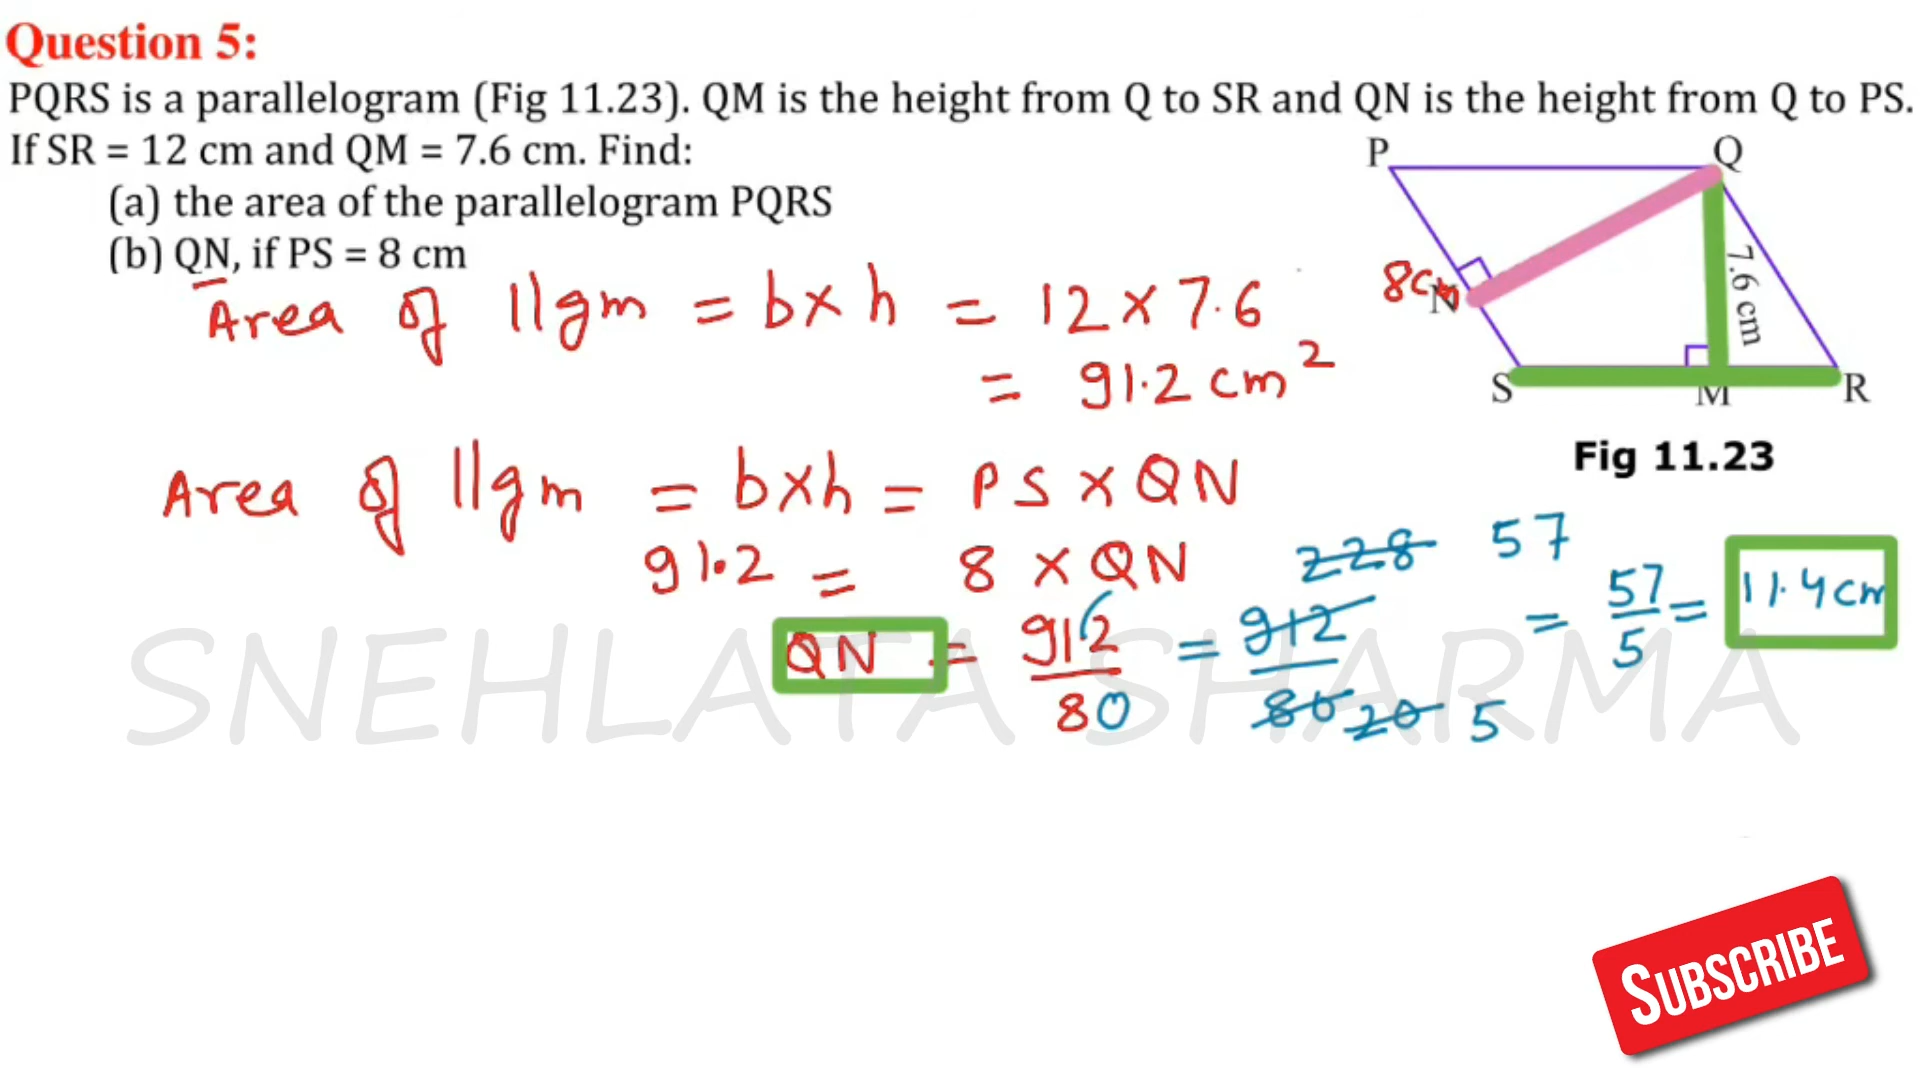 Question 5:
PQRS is a parallelogram (Fig 11.23). QM is the height from Q to SR and QN is the height from Q to PS.
If SR = 12 cm and QM = 7.6 cm. Find:
(a) the area of the parallelogram PQRS
(b) QN, if PS = 8 cm
P
Q
8cm
N
7.6 cm
S
M
R
Fig 11.23
Area of ||gm = b×h = 12 × 7.6
= 91.2 cm²
Area of ||gm = b×h = PS × QN
91.2 = 8 × QN
228 57
QN = 912/80 = 912/80 20 5 = 57/5 = 11.4cm
SNEHLATA SHARMA
SUBSCRIBE